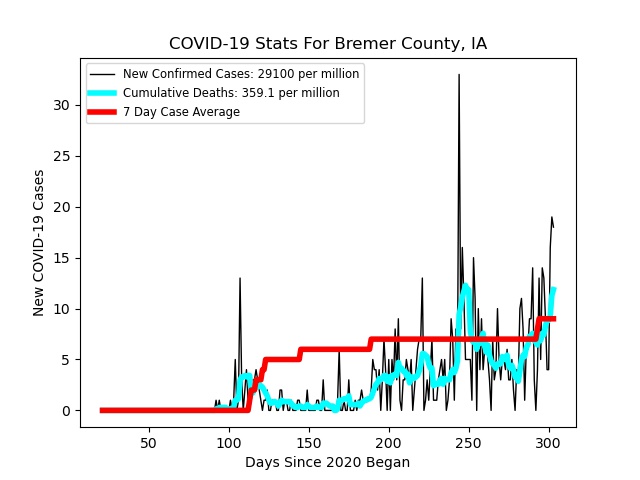 COVID-19 Stats For Bremer County, IA
New Confirmed Cases: 29100 per million
Cumulative Deaths: 359.1 per million
7 Day Case Average
New COVID-19 Cases
30
25
20
15
10
5
0
50 100 150 200 250 300
Days Since 2020 Began